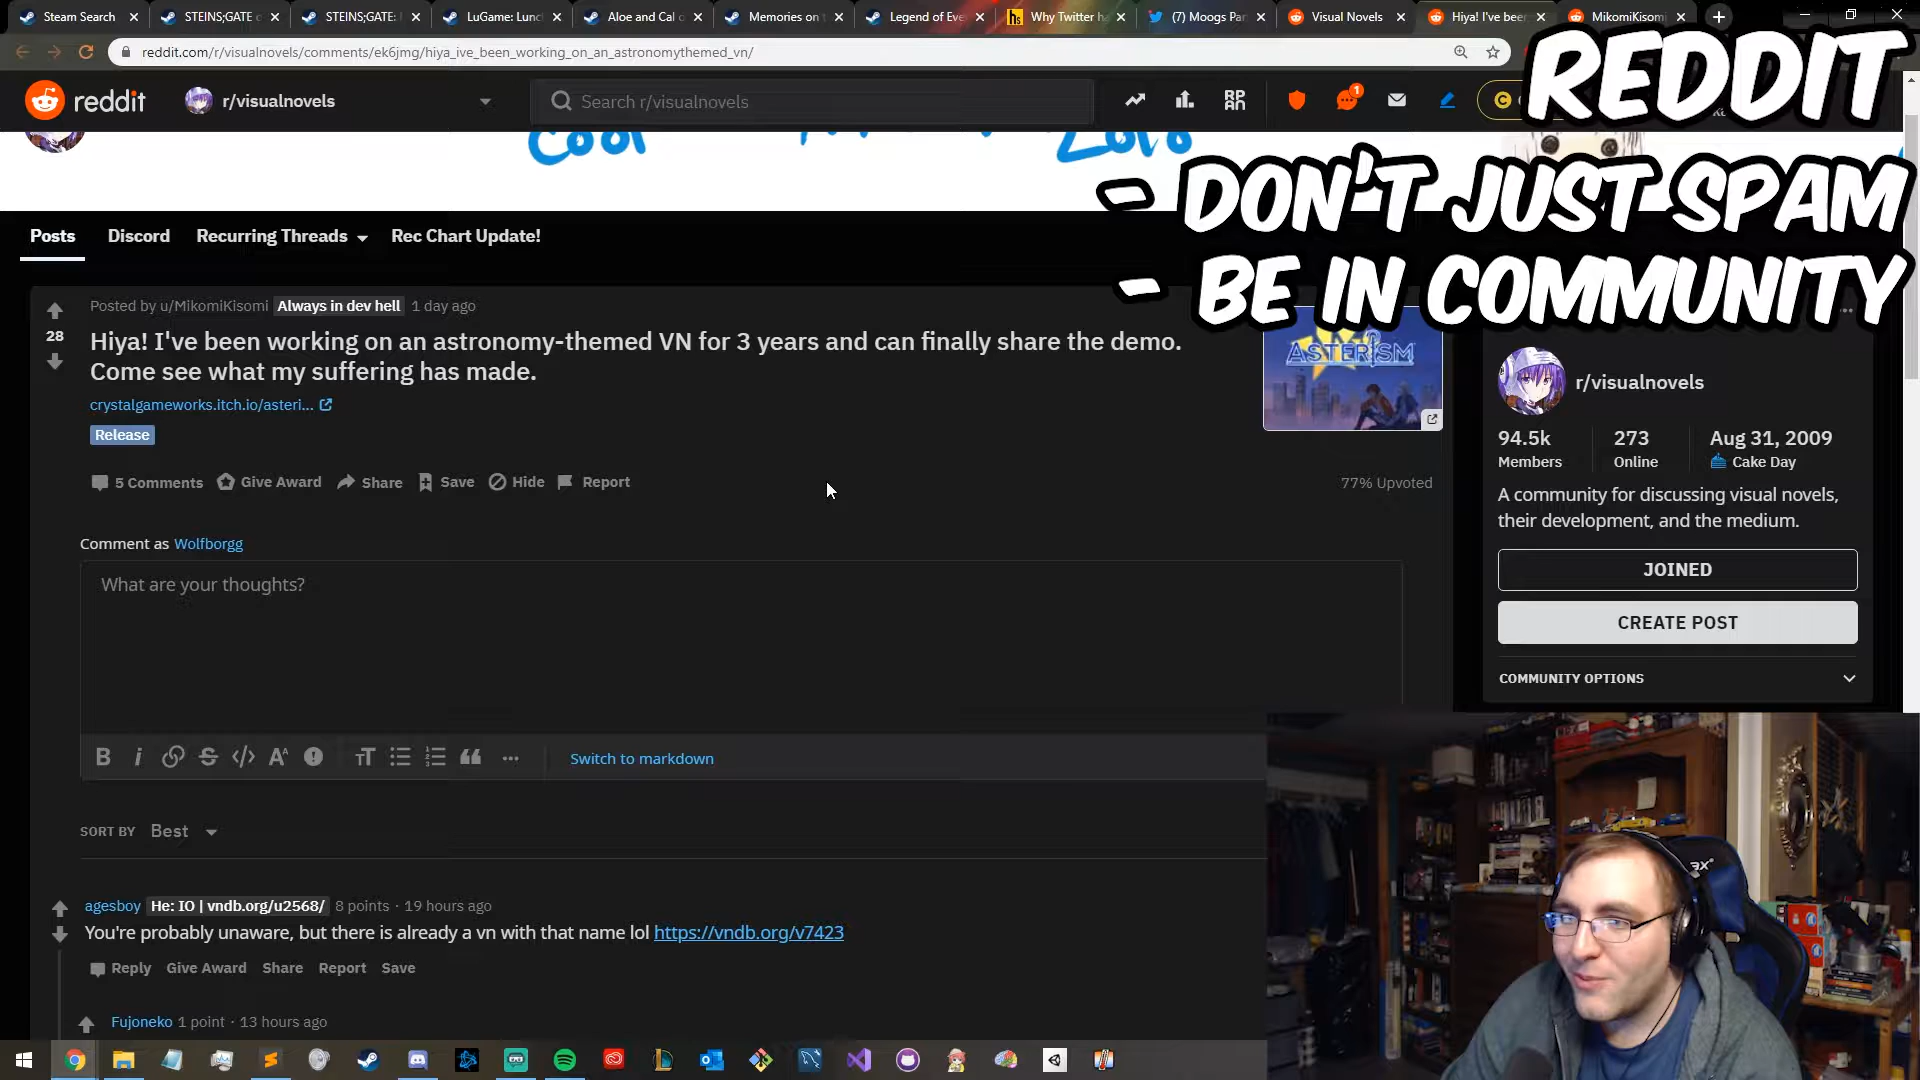 Steam Search
STEINS;GATE
STEINS;GATE:
LuGame: Lunc
Aloe and Cal
Memories on
Legend of Eve
Why Twitter ha
(7) Moogs Par
Visual Novels
Hiya! I've been
MikomiKisomi
reddit.com/r/visualnovels/comments/ek6jmg/hiya_ive_been_working_on_an_astronomythemed_vn/
REDDIT
- DON'T JUST SPAM
- BE IN COMMUNITY
reddit
r/visualnovels
Search r/visualnovels
1
Cool
Posts
Discord
Recurring Threads
Rec Chart Update!
28
Posted by u/MikomiKisomi Always in dev hell 1 day ago
Hiya! I've been working on an astronomy-themed VN for 3 years and can finally share the demo.
Come see what my suffering has made.
crystalgameworks.itch.io/asteri...
Release
ASTERISM
5 Comments
Give Award
Share
Save
Hide
Report
77% Upvoted
Comment as Wolfborgg
What are your thoughts?
Switch to markdown
SORT BY Best
agesboy He: IO | vndb.org/u2568/ 8 points · 19 hours ago
You're probably unaware, but there is already a vn with that name lol https://vndb.org/v7423
Reply Give Award Share Report Save
Fujoneko 1 point · 13 hours ago
r/visualnovels
94.5k
Members
273
Online
Aug 31, 2009
Cake Day
A community for discussing visual novels,
their development, and the medium.
JOINED
CREATE POST
COMMUNITY OPTIONS